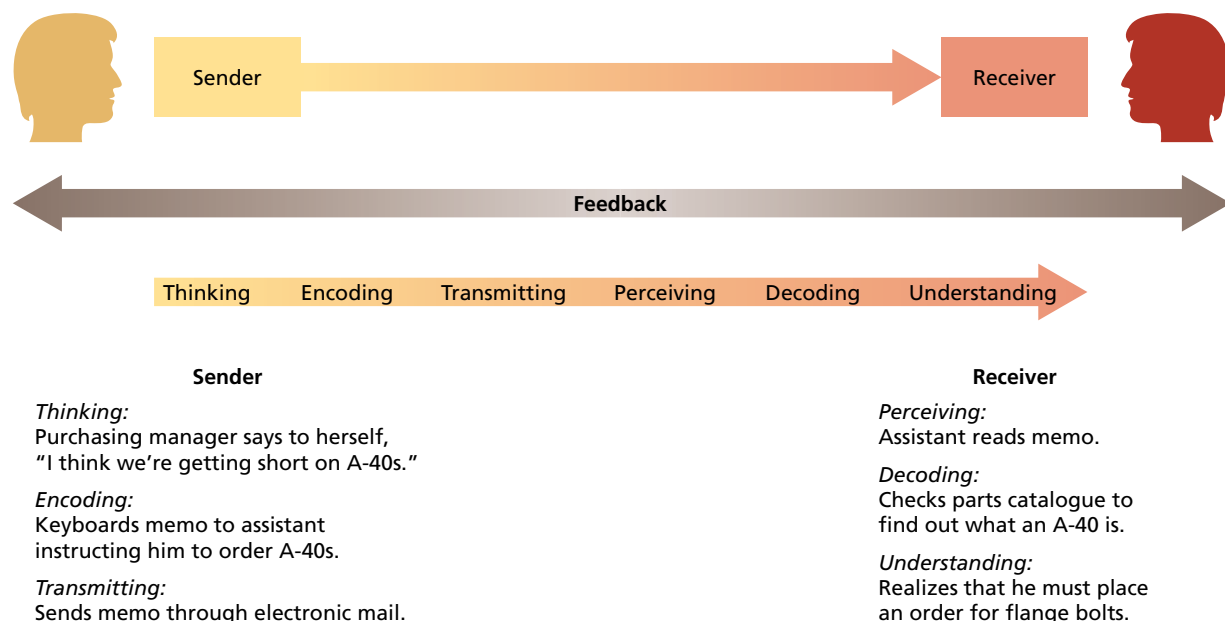 Sender
Receiver
Feedback
Thinking Encoding Transmitting Perceiving Decoding Understanding
Sender
Thinking:
Purchasing manager says to herself,
“I think we’re getting short on A-40s.”
Encoding:
Keyboards memo to assistant
instructing him to order A-40s.
Transmitting:
Sends memo through electronic mail.
Receiver
Perceiving:
Assistant reads memo.
Decoding:
Checks parts catalogue to
find out what an A-40 is.
Understanding:
Realizes that he must place
an order for flange bolts.